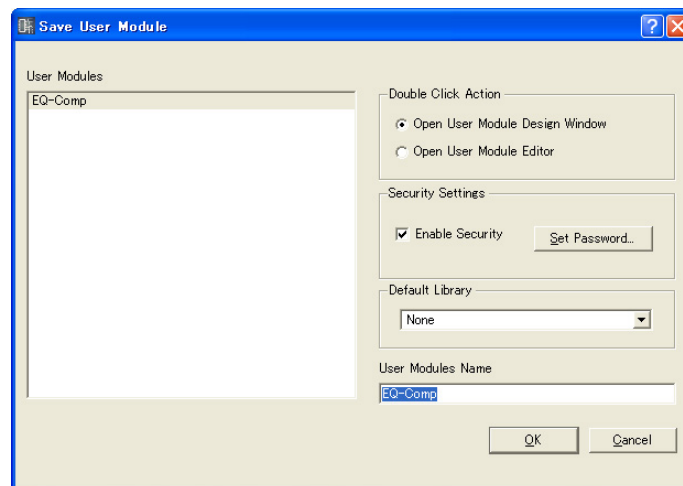 Save User Module
User Modules
EQ-Comp
Double Click Action
Open User Module Design Window
Open User Module Editor
Security Settings
Enable Security
Set Password...
Default Library
None
User Modules Name
EQ-Comp
OK
Cancel